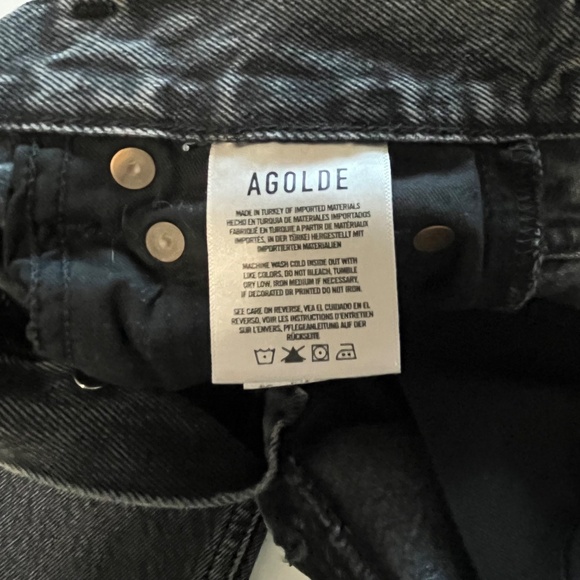 AGOLDE
MADE IN TURKEY OF IMPORTED MATERIALS
HECHO EN TURQUIA DE MATERIALES IMPORTADOS
FABRIQUÉ EN TURQUIE A PARTIR DE MATÉRIAUX
IMPORTÉS, IN DER TÜRKEI HERGESTELLT MIT
IMPORTIERTEN MATERIALIEN
MACHINE WASH COLD INSIDE OUT WITH
LIKE COLORS, DO NOT BLEACH, TUMBLE
DRY LOW, IRON MEDIUM IF NECESSARY,
IF DECORATED OR PRINTED DO NOT IRON.
SEE CARE ON REVERSE, VEA EL CUIDADO EN EL
REVERSO, VOIR LES INSTRUCTIONS D'ENTRETIEN
SUR L'ENVERS, PFLEGEANLEITUNG AUF DER
RÜCKSEITE